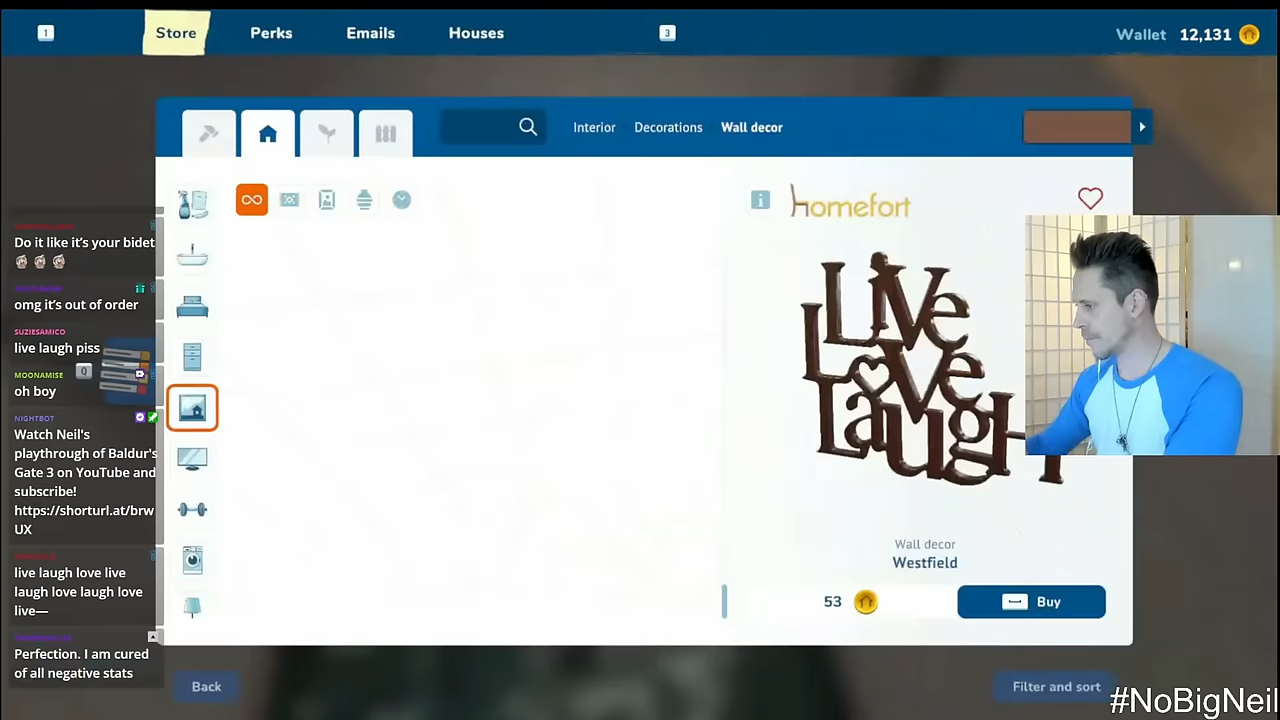 1
Store
Perks
Emails
Houses
3
Wallet 12,131
Interior
Decorations
Wall decor
homefort
Live
Love
Laugh
Wall decor
Westfield
53
Buy
Back
Filter and sort
Do it like it's your bidet
omg it's out of order
SUZIESAMICO
live laugh piss
0
MOONAMISE
oh boy
NIGHTBOT
Watch Neil's
playthrough of Baldur's
Gate 3 on YouTube and
subscribe!
https://shorturl.at/brw
UX
live laugh love live
laugh love laugh love
live—
Perfection. I am cured
of all negative stats
#NoBigNeil